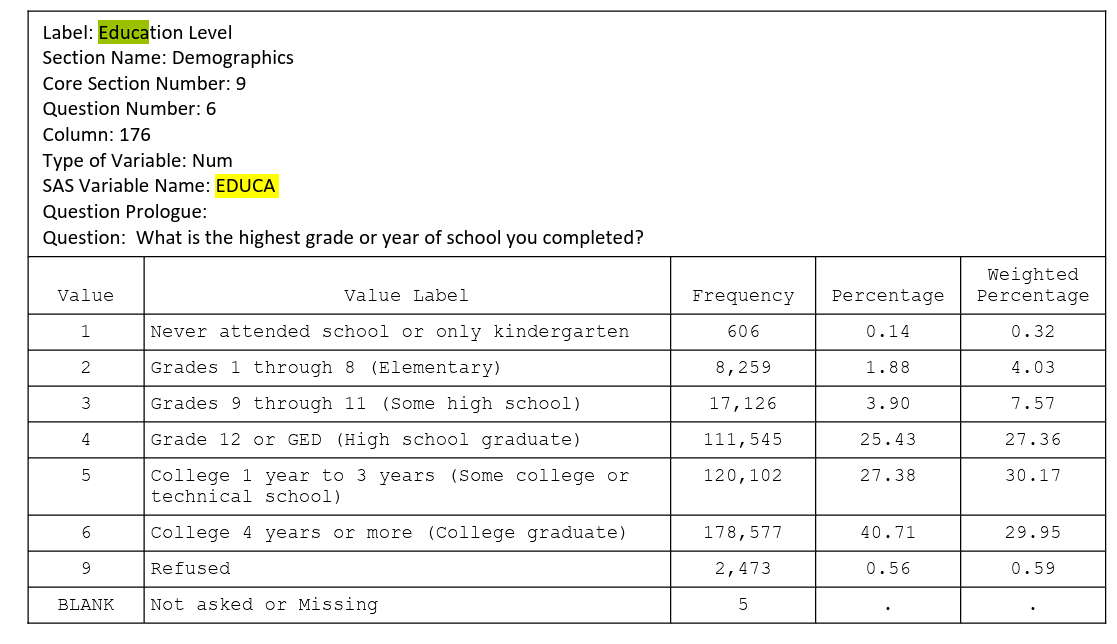 Label: Education Level
Section Name: Demographics
Core Section Number: 9
Question Number: 6
Column: 176
Type of Variable: Num
SAS Variable Name: EDUCA
Question Prologue:
Question: What is the highest grade or year of school you completed?
Value Value Label Frequency Percentage Weighted Percentage
1 Never attended school or only kindergarten 606 0.14 0.32
2 Grades 1 through 8 (Elementary) 8,259 1.88 4.03
3 Grades 9 through 11 (Some high school) 17,126 3.90 7.57
4 Grade 12 or GED (High school graduate) 111,545 25.43 27.36
5 College 1 year to 3 years (Some college or 120,102 27.38 30.17
technical school)
6 College 4 years or more (College graduate) 178,577 40.71 29.95
9 Refused 2,473 0.56 0.59
BLANK Not asked or Missing 5 . .